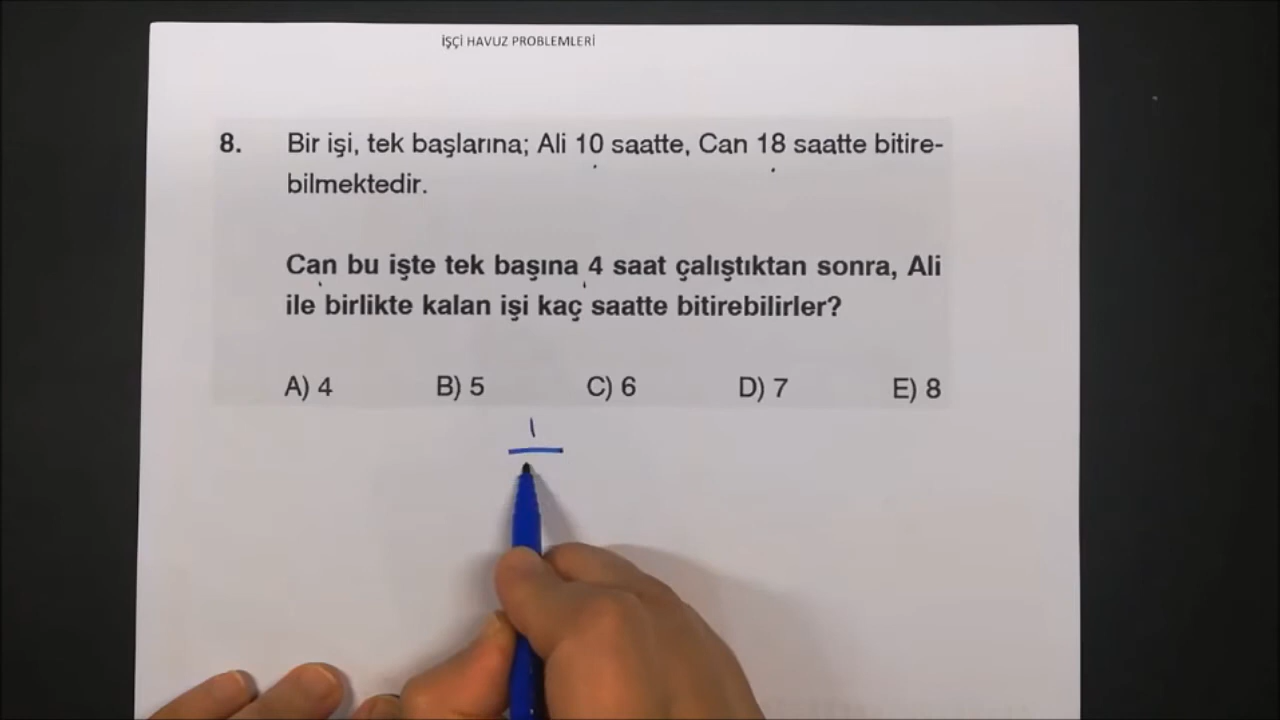 İŞÇİ HAVUZ PROBLEMLERİ
8. Bir işi, tek başlarına; Ali 10 saatte, Can 18 saatte bitire-
bilmektedir.
Can bu işte tek başına 4 saat çalıştıktan sonra, Ali
ile birlikte kalan işi kaç saatte bitirebilirler?
A) 4 B) 5 C) 6 D) 7 E) 8
1